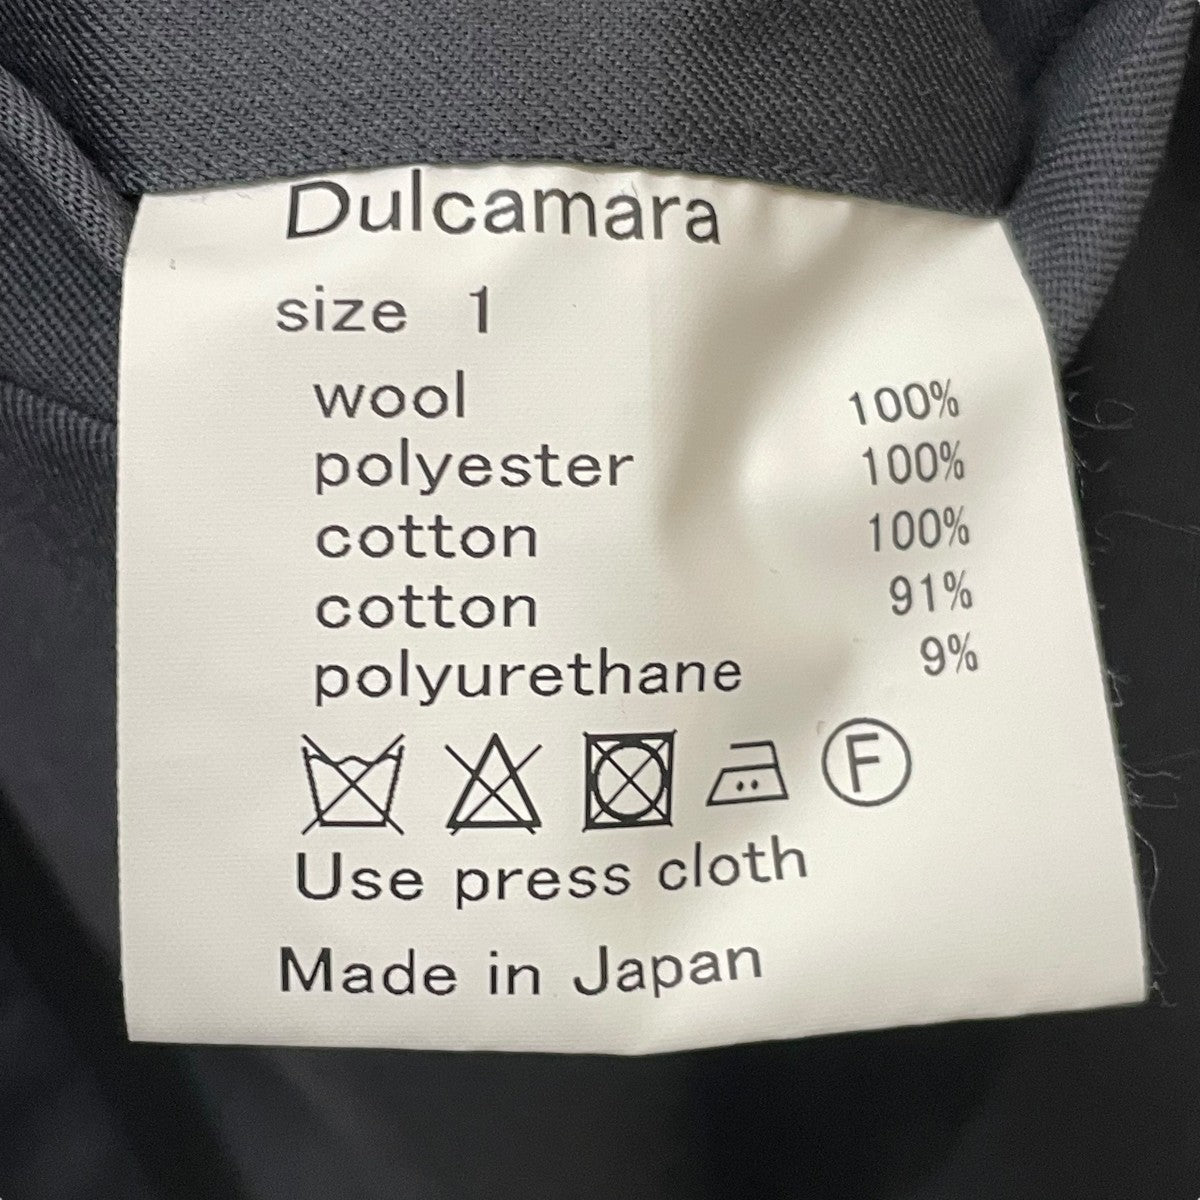 Dulcamara
size 1
wool 100%
polyester 100%
cotton 100%
cotton 91%
polyurethane 9%
F
Use press cloth
Made in Japan